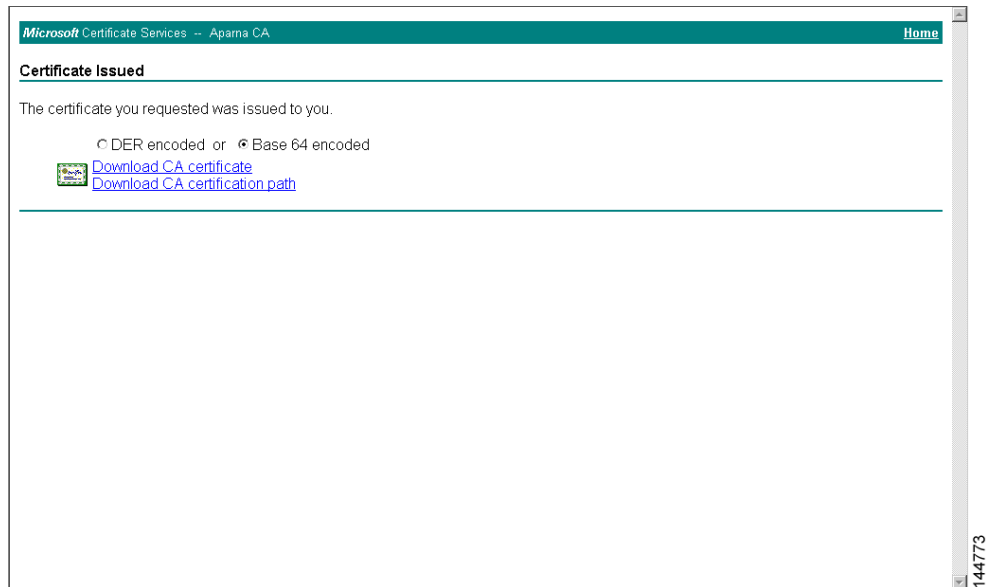 Microsoft Certificate Services -- Aparna CA Home
Certificate Issued
The certificate you requested was issued to you.
DER encoded or Base 64 encoded
Download CA certificate
Download CA certification path
144773